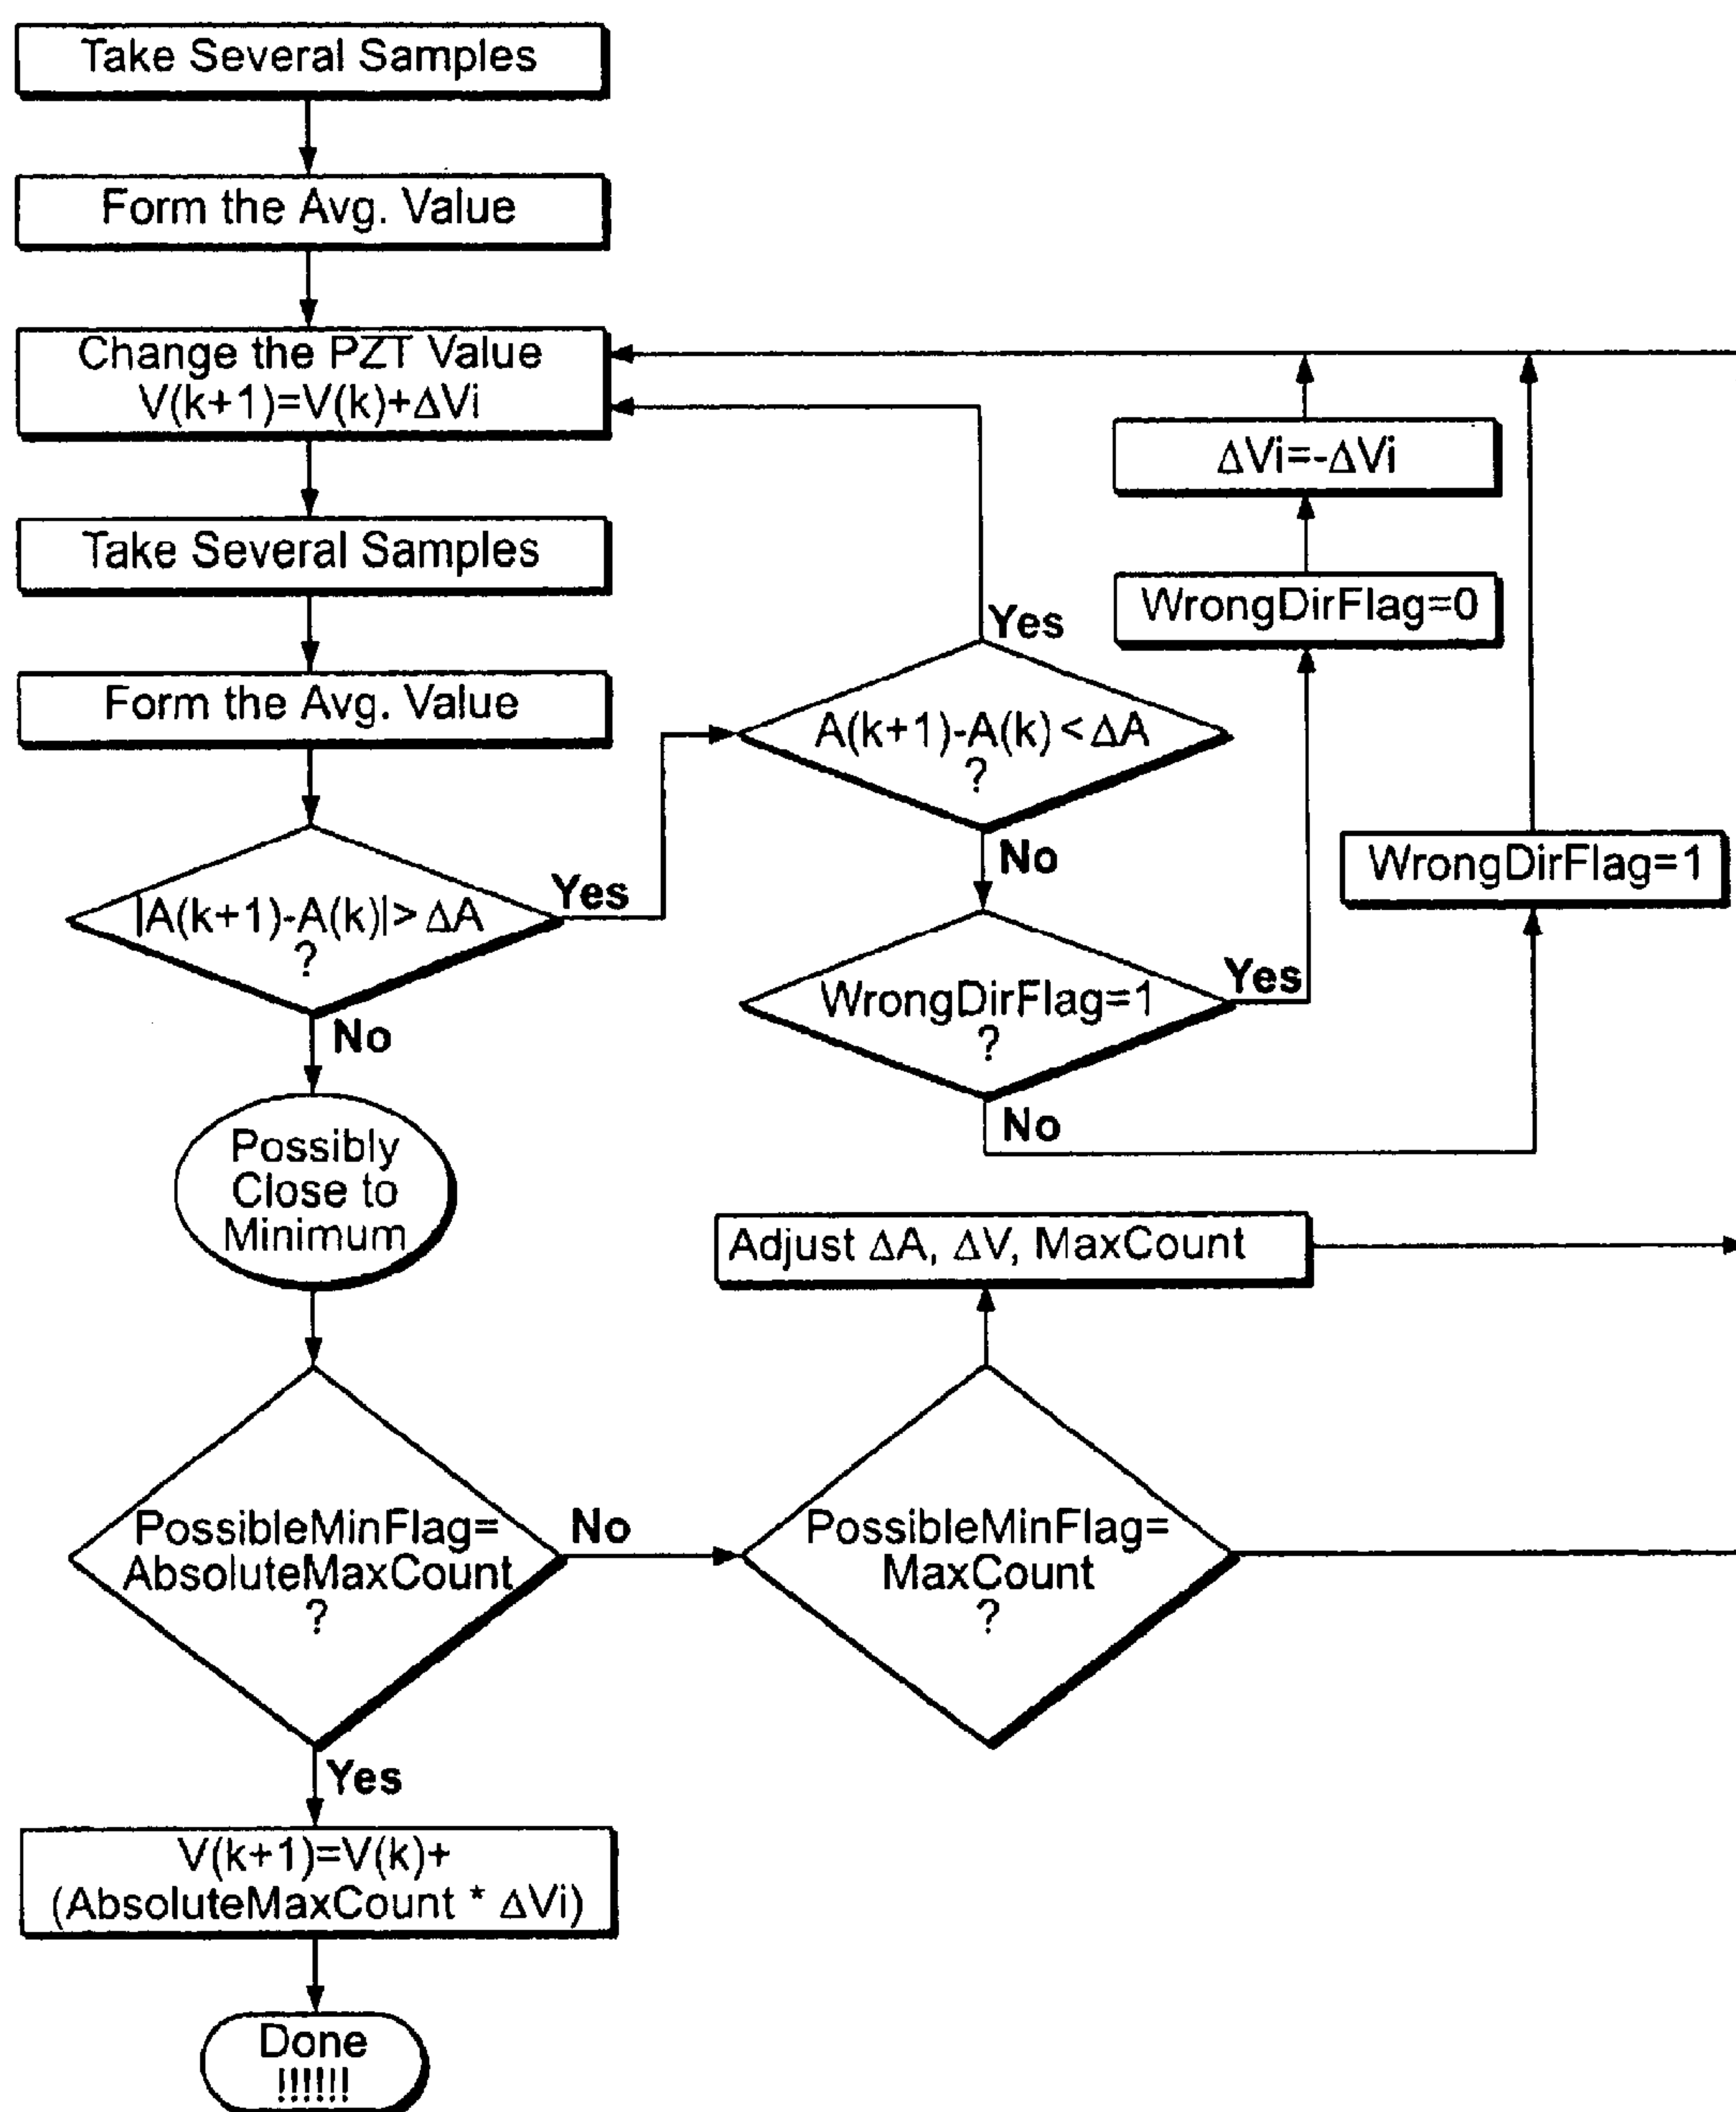 Take Several Samples
Form the Avg. Value
Change the PZT Value
V(k+1)=V(k)+ΔVi
Take Several Samples
Form the Avg. Value
|A(k+1)-A(k)|> ΔA
?
Yes
No
A(k+1)-A(k) < ΔA
?
Yes
No
WrongDirFlag=1
?
Yes
No
ΔVi=-ΔVi
WrongDirFlag=0
WrongDirFlag=1
Possibly
Close to
Minimum
Adjust ΔA, ΔV, MaxCount
PossibleMinFlag=
AbsoluteMaxCount
?
No
Yes
PossibleMinFlag=
MaxCount
?
V(k+1)=V(k)+
(AbsoluteMaxCount * ΔVi)
Done
!!!!!!